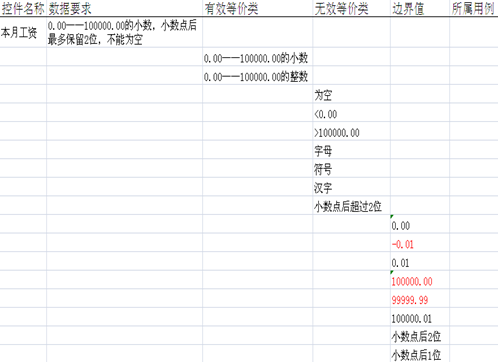 控件名称 数据要求 有效等价类 无效等价类 边界值 所属用例
本月工资 0.00——100000.00的小数，小数点后
最多保留2位，不能为空
0.00——100000.00的小数
0.00——100000.00的整数
为空
<0.00
>100000.00
字母
符号
汉字
小数点后超过2位
0.00
-0.01
0.01
100000.00
99999.99
100000.01
小数点后2位
小数点后1位